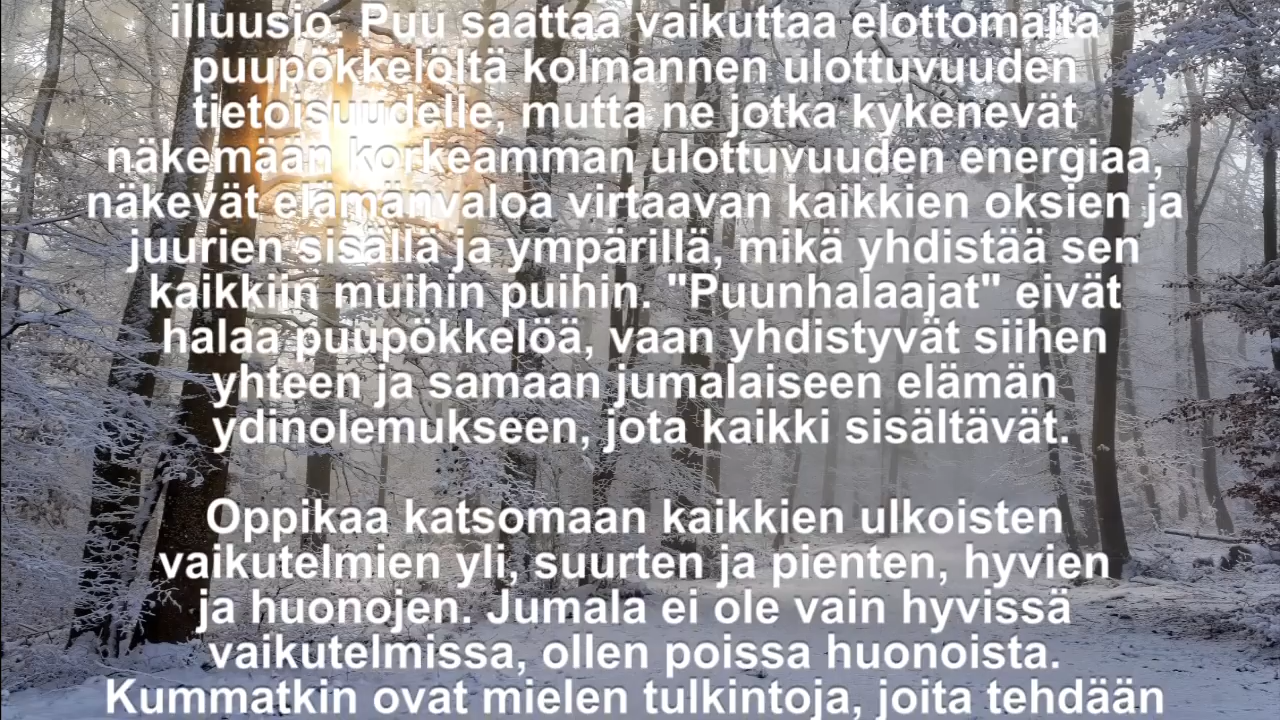 illuusio. Puu saattaa vaikuttaa elottomalta
puupökkelöltä kolmannen ulottuvuuden
tietoisuudelle, mutta ne jotka kykenevät
näkemään korkeamman ulottuvuuden energiaa,
näkevät elämänvaloa virtaavan kaikkien oksien ja
juurien sisällä ja ympärillä, mikä yhdistää sen
kaikkiin muihin puihin. "Puunhalaajat" eivät
halaa puupökkelöä, vaan yhdistyvät siihen
yhteen ja samaan jumalaiseen elämän
ydinolemukseen, jota kaikki sisältävät.
Oppikaa katsomaan kaikkien ulkoisten
vaikutelmien yli, suurten ja pienten, hyvien
ja huonojen. Jumala ei ole vain hyvissä
vaikutelmissa, ollen poissa huonoista.
Kummatkin ovat mielen tulkintoja, joita tehdään